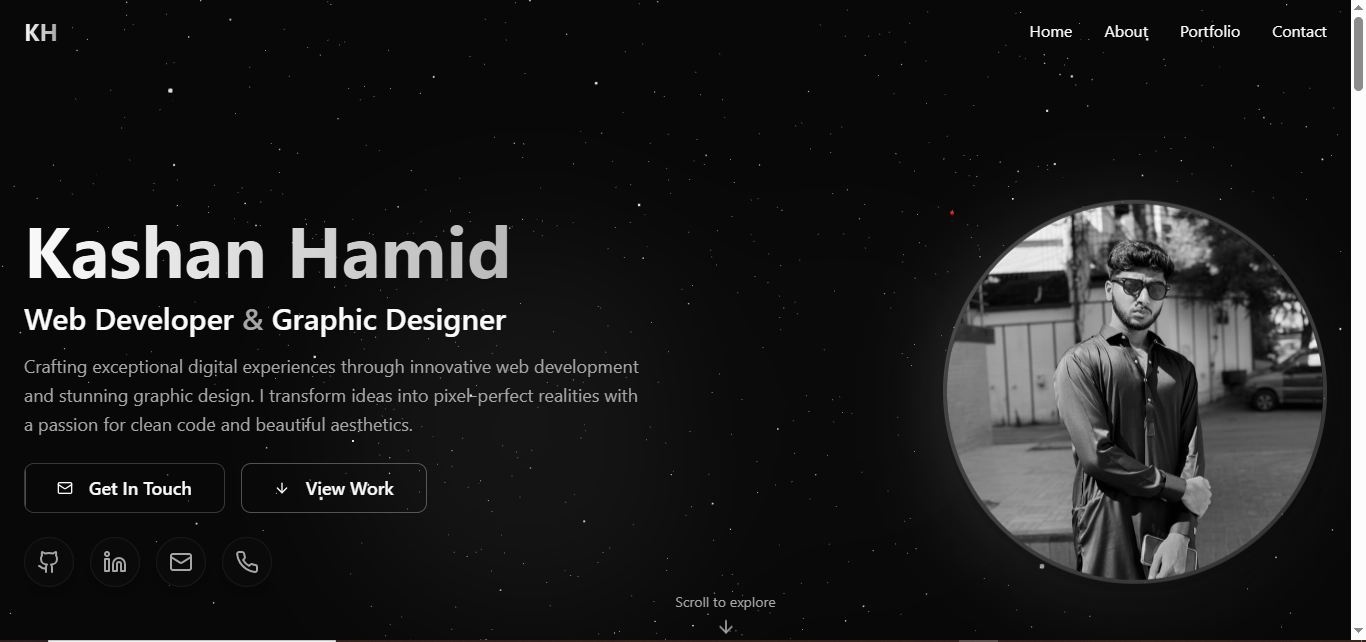 KH
Home About Portfolio Contact
Kashan Hamid
Web Developer & Graphic Designer
Crafting exceptional digital experiences through innovative web development
and stunning graphic design. I transform ideas into pixel-perfect realities with
a passion for clean code and beautiful aesthetics.
Get In Touch View Work
in
Scroll to explore